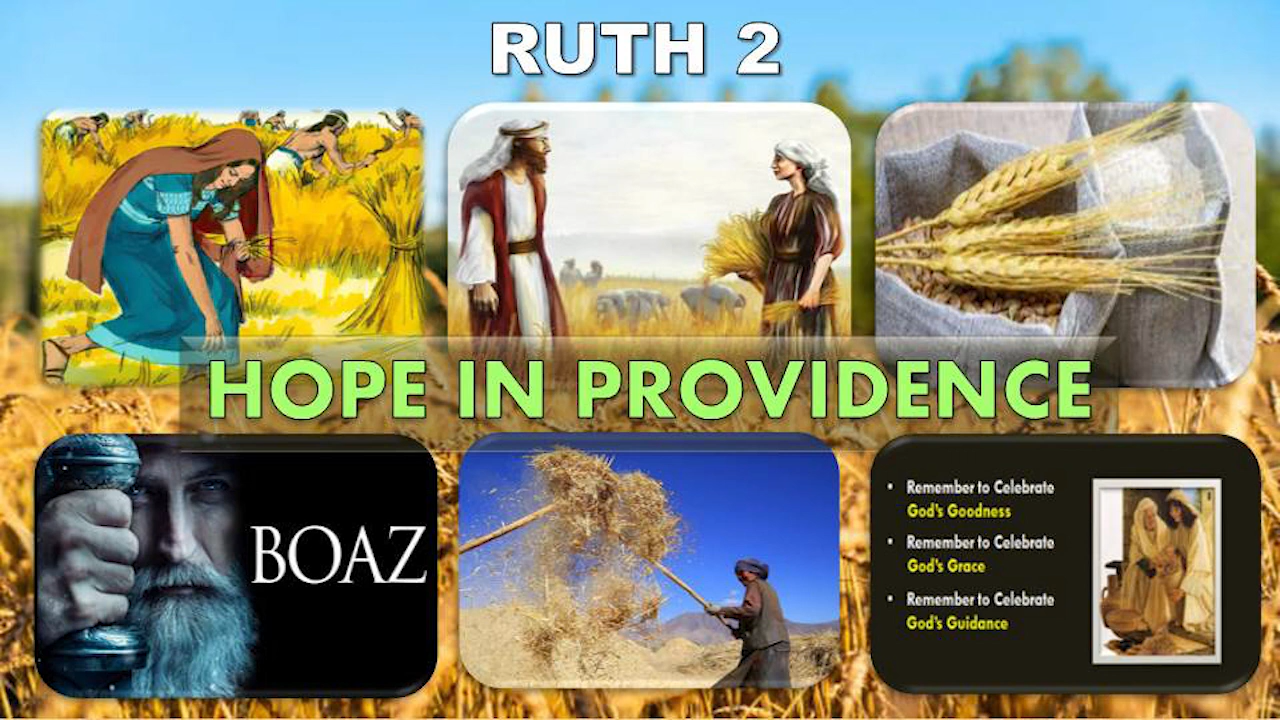 RUTH 2
HOPE IN PROVIDENCE
BOAZ
• Remember to Celebrate
God's Goodness
• Remember to Celebrate
God's Grace
• Remember to Celebrate
God's Guidance